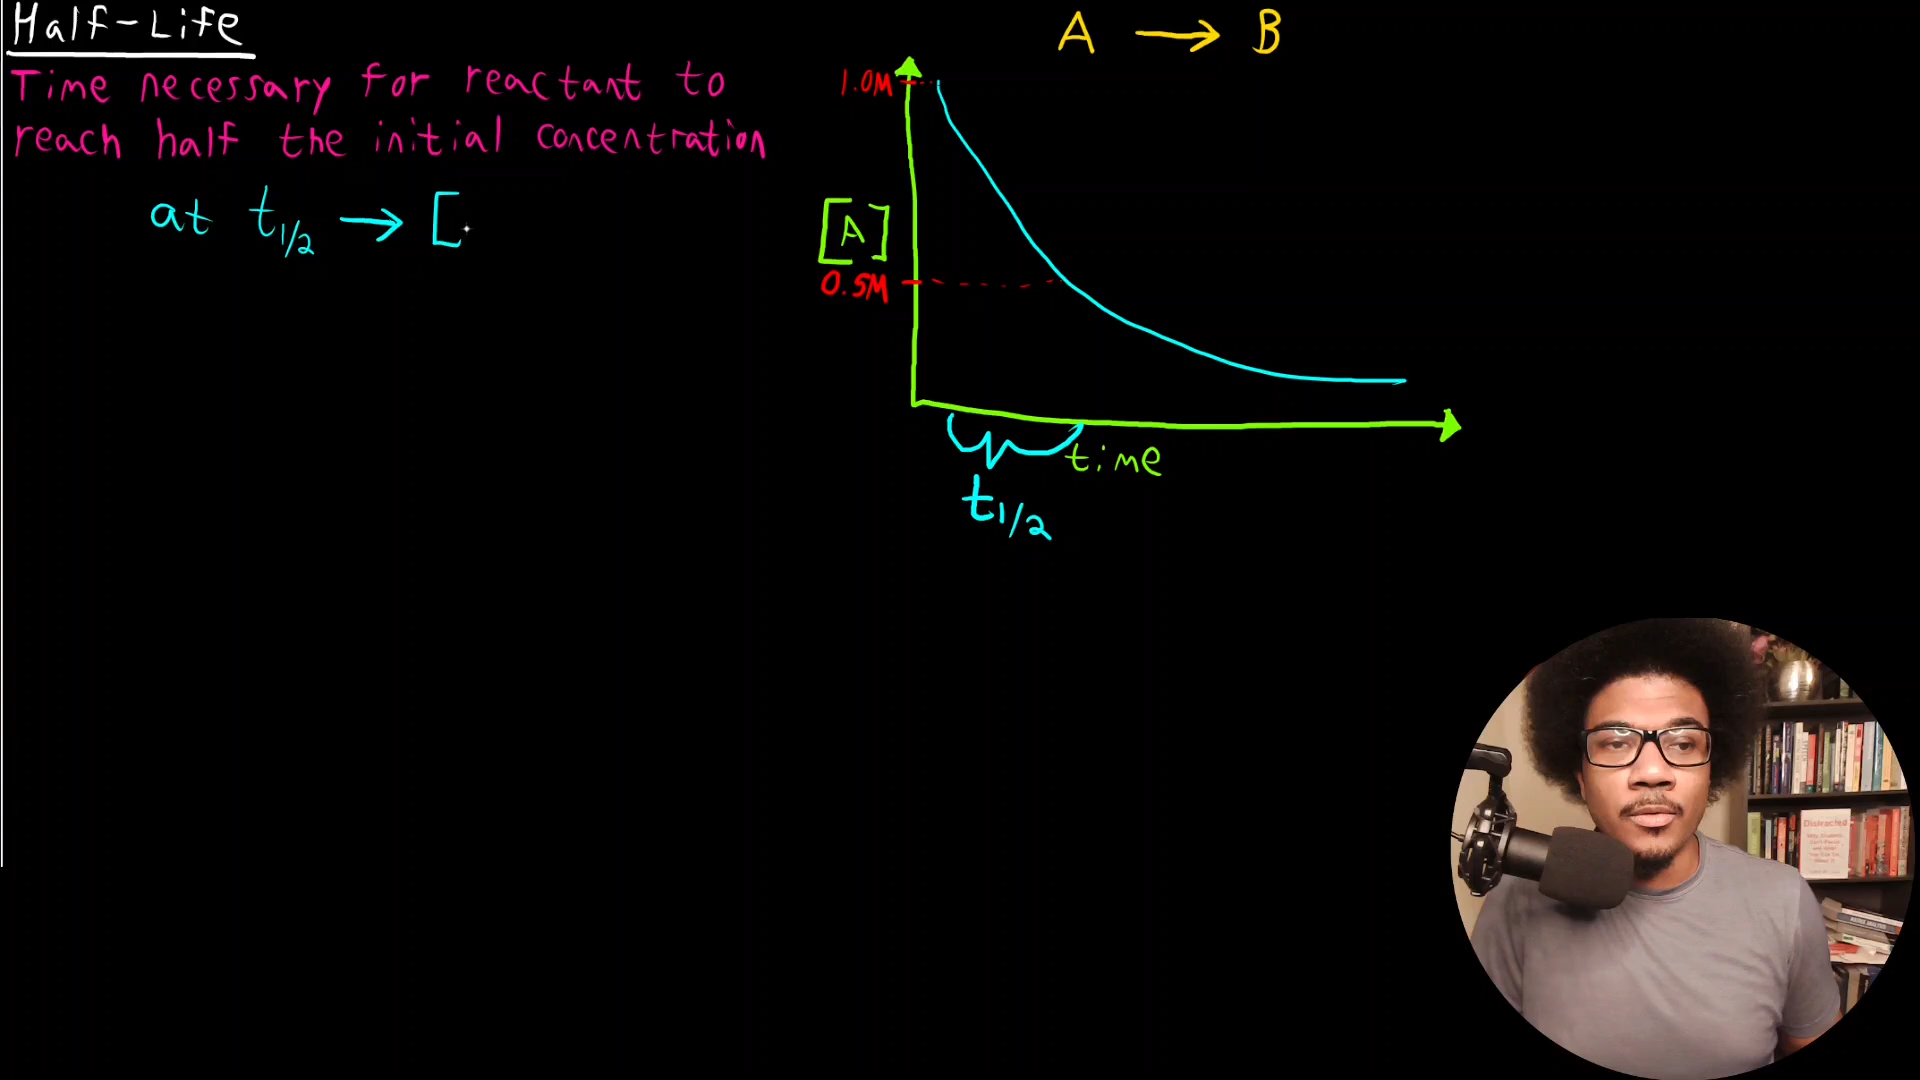 Half-Life
Time necessary for reactant to
reach half the initial concentration
at t1/2 → [
A → B
1.0M
[A]
0.5M
time
t1/2
Distracted